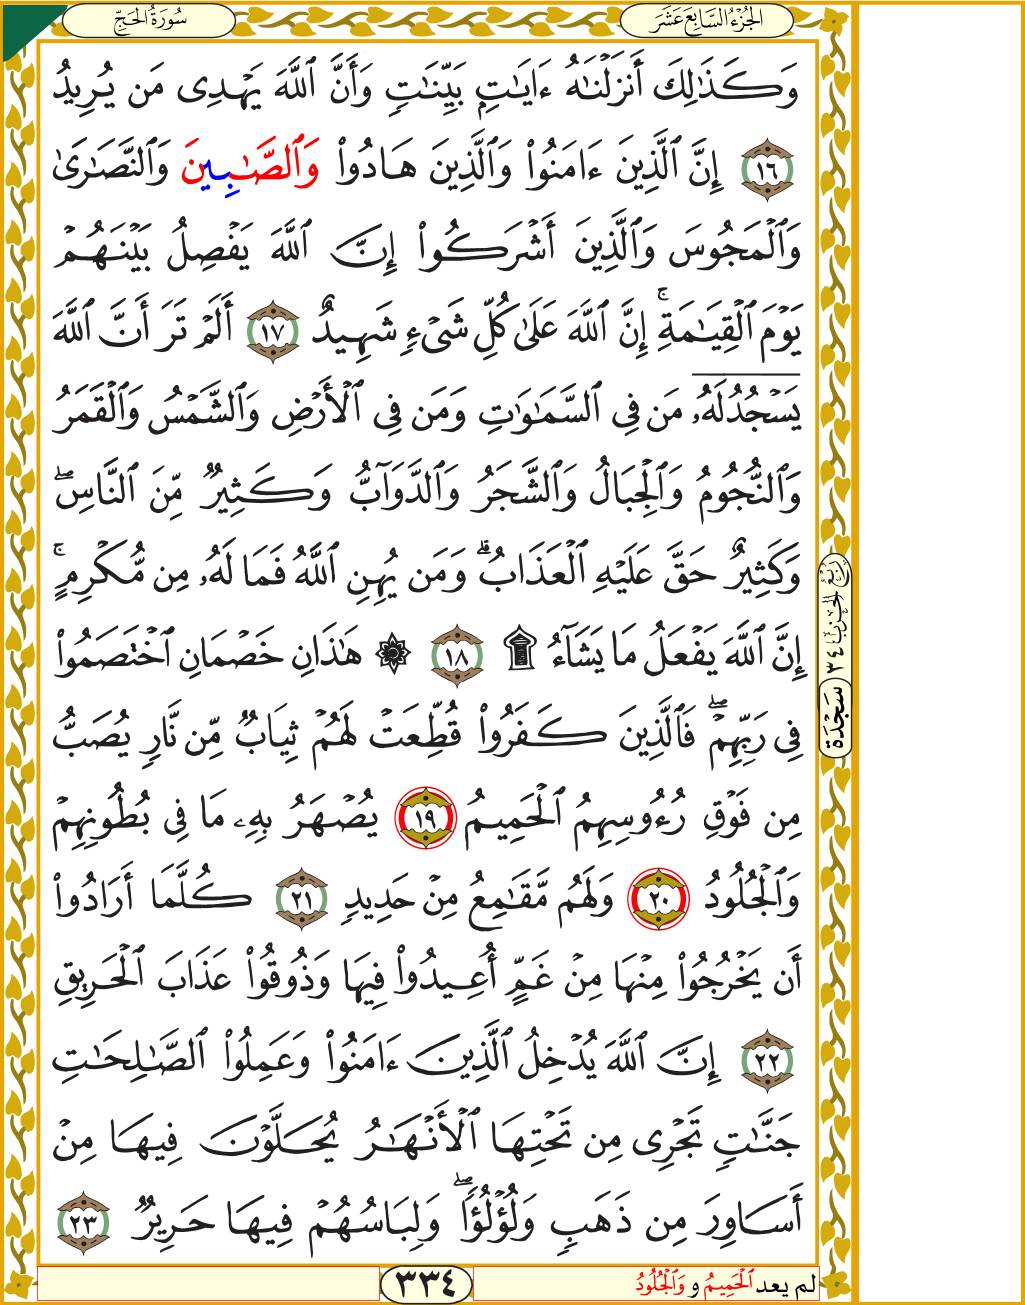 الجُزْءُ السَّابِعَ عَشَرَ
سُورَةُ الحَجِّ
وَكَذَٰلِكَ أَنزَلْنَٰهُ ءَايَٰتِۭ بَيِّنَٰتٖ وَأَنَّ ٱللَّهَ يَهْدِى مَن يُرِيدُ
١٦ إِنَّ ٱلَّذِينَ ءَامَنُوا۟ وَٱلَّذِينَ هَادُوا۟ وَٱلصَّٰبِينَ وَٱلنَّصَٰرَىٰ
وَٱلْمَجُوسَ وَٱلَّذِينَ أَشْرَكُوٓا۟ إِنَّ ٱللَّهَ يَفْصِلُ بَيْنَهُمْ
يَوْمَ ٱلْقِيَٰمَةِۚ إِنَّ ٱللَّهَ عَلَىٰ كُلِّ شَىْءٖ شَهِيدٌ ١٧ أَلَمْ تَرَ أَنَّ ٱللَّهَ
يَسْجُدُ لَهُۥ مَن فِى ٱلسَّمَٰوَٰتِ وَمَن فِى ٱلْأَرْضِ وَٱلشَّمْسُ وَٱلْقَمَرُ
وَٱلنُّجُومُ وَٱلْجِبَالُ وَٱلشَّجَرُ وَٱلدَّوَآبُّ وَكَثِيرٌ مِّنَ ٱلنَّاسِۖ
وَكَثِيرٌ حَقَّ عَلَيْهِ ٱلْعَذَابُۗ وَمَن يُهِنِ ٱللَّهُ فَمَا لَهُۥ مِن مُّكْرِمٍۚ
إِنَّ ٱللَّهَ يَفْعَلُ مَا يَشَآءُ ۩ ١٨ ۞ هَٰذَانِ خَصْمَانِ ٱخْتَصَمُوا۟
فِى رَبِّهِمْۖ فَٱلَّذِينَ كَفَرُوا۟ قُطِّعَتْ لَهُمْ ثِيَابٌ مِّن نَّارٖ يُصَبُّ
مِن فَوْقِ رُءُوسِهِمُ ٱلْحَمِيمُ ١٩ يُصْهَرُ بِهِۦ مَا فِى بُطُونِهِمْ
وَٱلْجُلُودُ ٢٠ وَلَهُم مَّقَٰمِعُ مِنْ حَدِيدٖ ٢١ كُلَّمَآ أَرَادُوٓا۟
أَن يَخْرُجُوا۟ مِنْهَا مِنْ غَمٍّ أُعِيدُوا۟ فِيهَا وَذُوقُوا۟ عَذَابَ ٱلْحَرِيقِ
٢٢ إِنَّ ٱللَّهَ يُدْخِلُ ٱلَّذِينَ ءَامَنُوا۟ وَعَمِلُوا۟ ٱلصَّٰلِحَٰتِ
جَنَّٰتٖ تَجْرِى مِن تَحْتِهَا ٱلْأَنْهَٰرُ يُحَلَّوْنَ فِيهَا مِنْ
أَسَاوِرَ مِن ذَهَبٖ وَلُؤْلُؤٗاۖ وَلِبَاسُهُمْ فِيهَا حَرِيرٌ ٢٣
رُبْعُ الحِزْبِ ٣٤
سَجْدَة
لم يعد ٱلْحَمِيمُ و وَٱلْجُلُودُ
٣٣٤